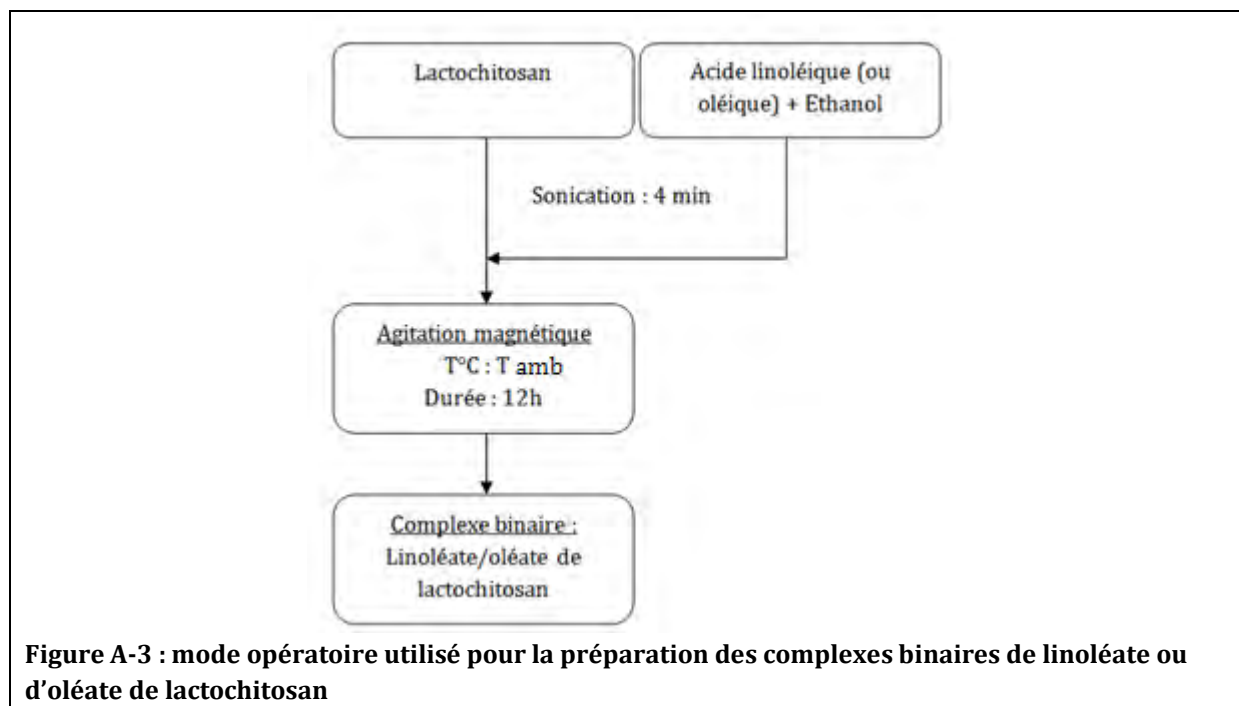 Lactochitosan
Acide linoléique (ou
oléique) + Ethanol
Sonication : 4 min
Agitation magnétique
T°C : T amb
Durée : 12h
Complexe binaire :
Linoléate/oléate de
lactochitosan
Figure A-3 : mode opératoire utilisé pour la préparation des complexes binaires de linoléate ou
d’oléate de lactochitosan